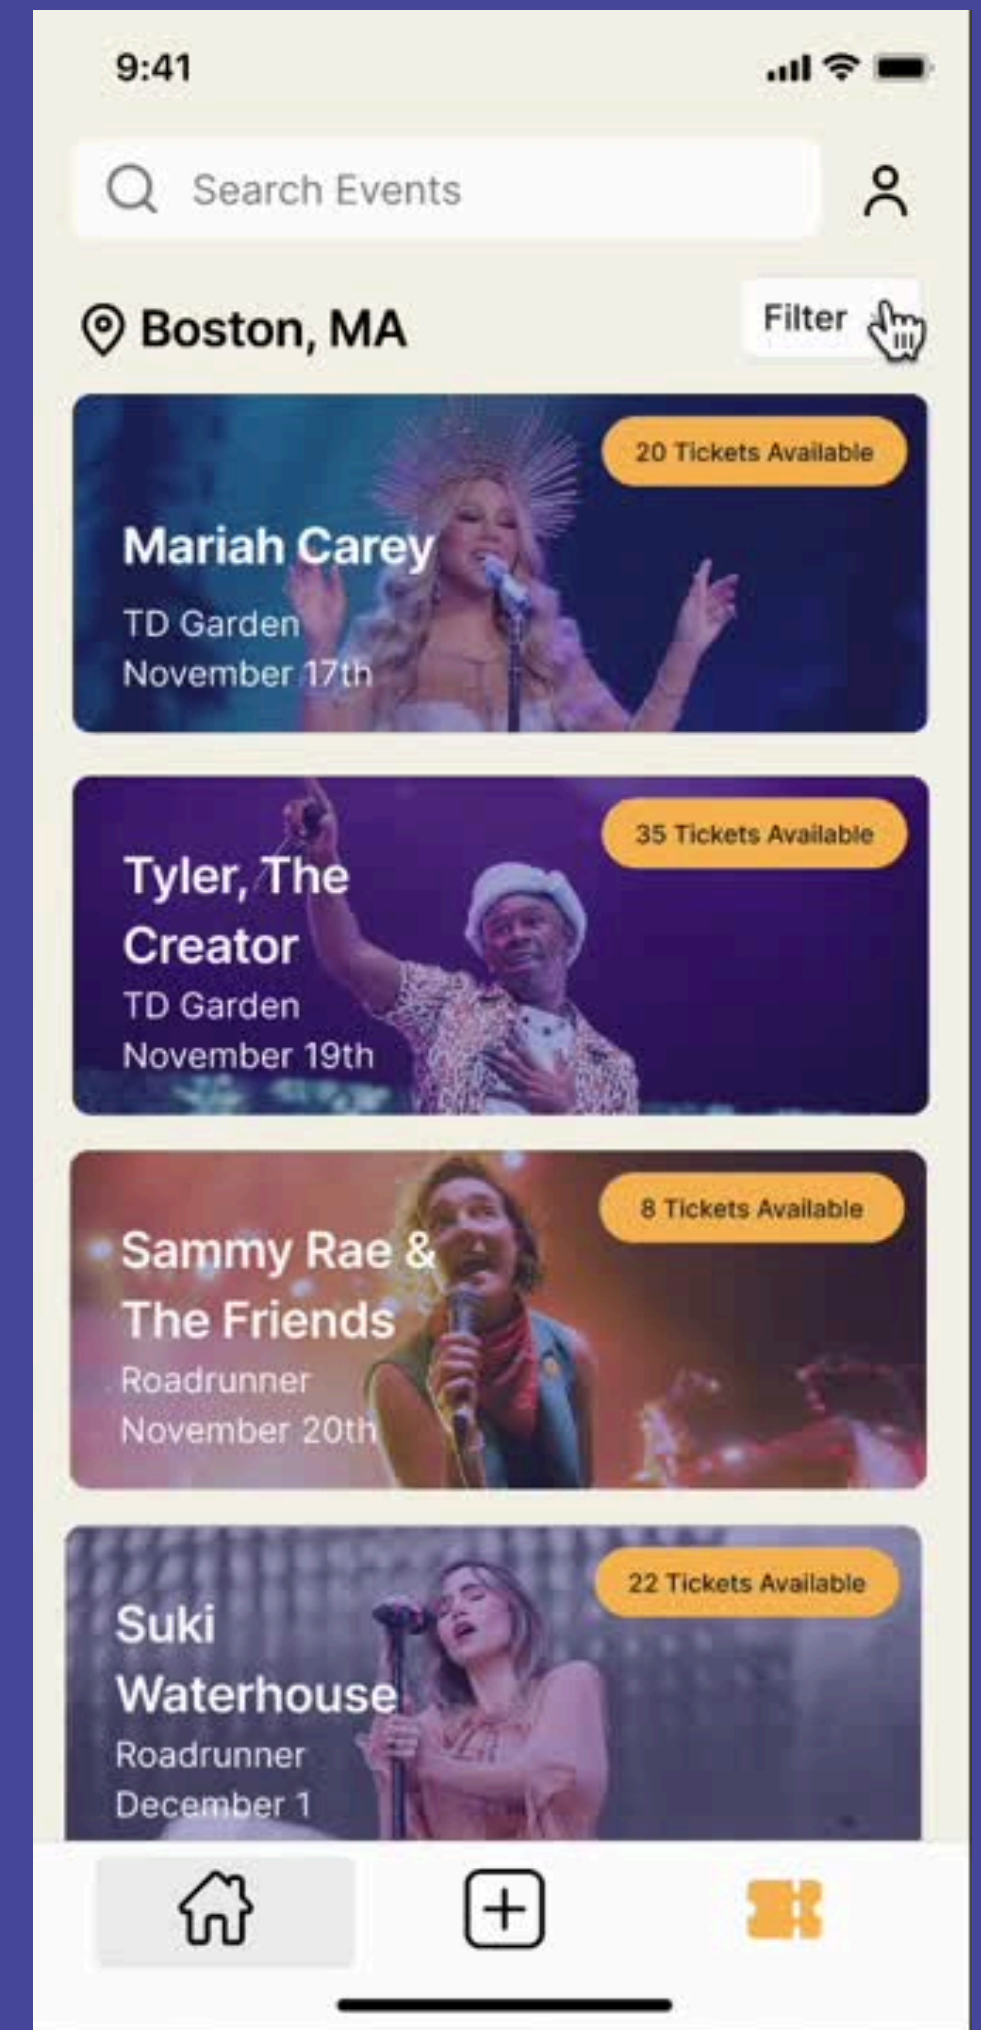 9:41
Search Events
Boston, MA
Filter
20 Tickets Available
Mariah Carey
TD Garden
November 17th
35 Tickets Available
Tyler, The
Creator
TD Garden
November 19th
8 Tickets Available
Sammy Rae &
The Friends
Roadrunner
November 20th
22 Tickets Available
Suki
Waterhouse
Roadrunner
December 1